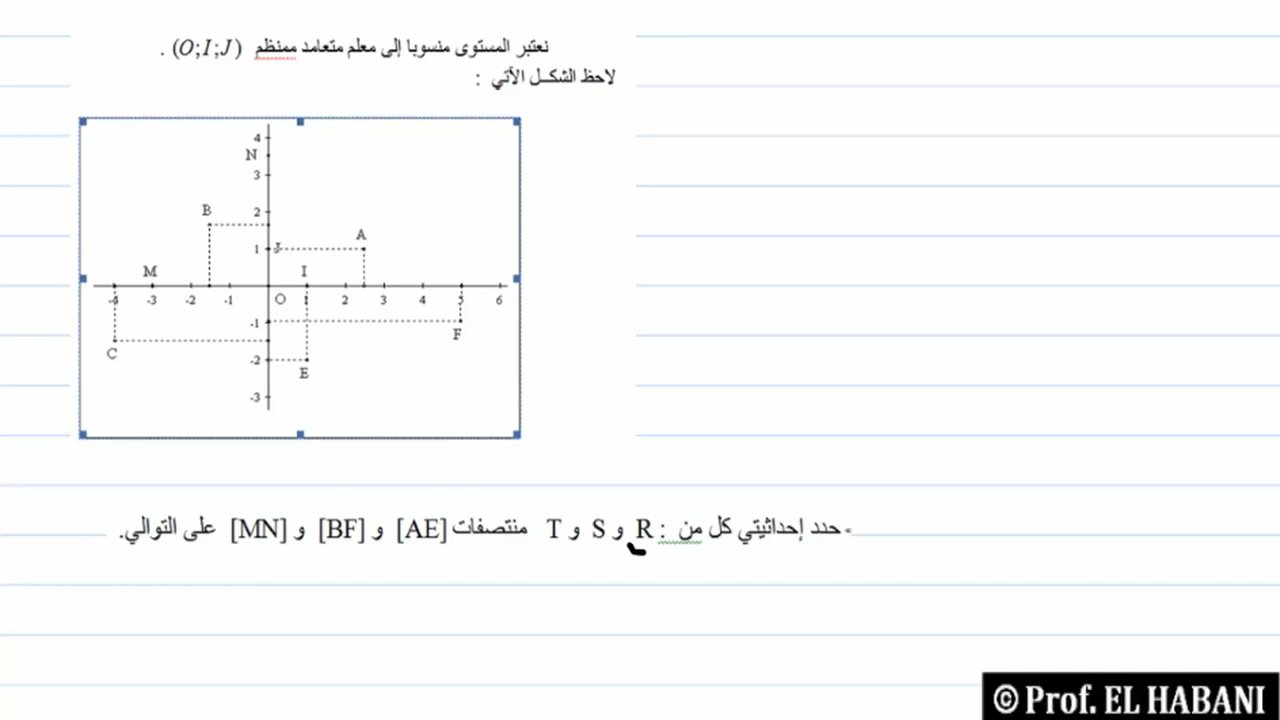 نعتبر المستوى منسوبا إلى معلم متعامد ممنظم (O;I;J) .
لاحظ الشكل الآتي :
4
N
3
B
2
A
1 J
M
I
-4 -3 -2 -1 O 1 2 3 4 5 6
-1
F
C
-2
E
-3
حدد إحداثيتي كل من : R و S و T منتصفات [AE] و [BF] و [MN] على التوالي.
© Prof. EL HABANI